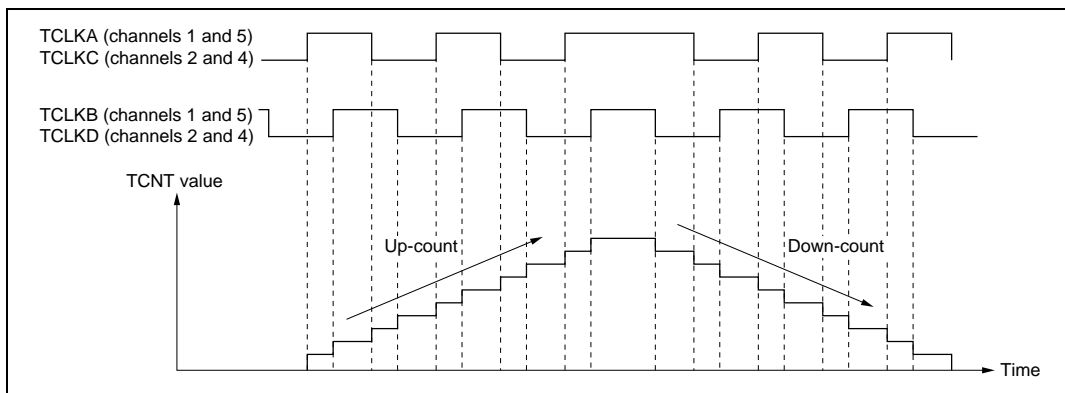 TCLKA (channels 1 and 5)
TCLKC (channels 2 and 4)
TCLKB (channels 1 and 5)
TCLKD (channels 2 and 4)
TCNT value
Up-count
Down-count
Time